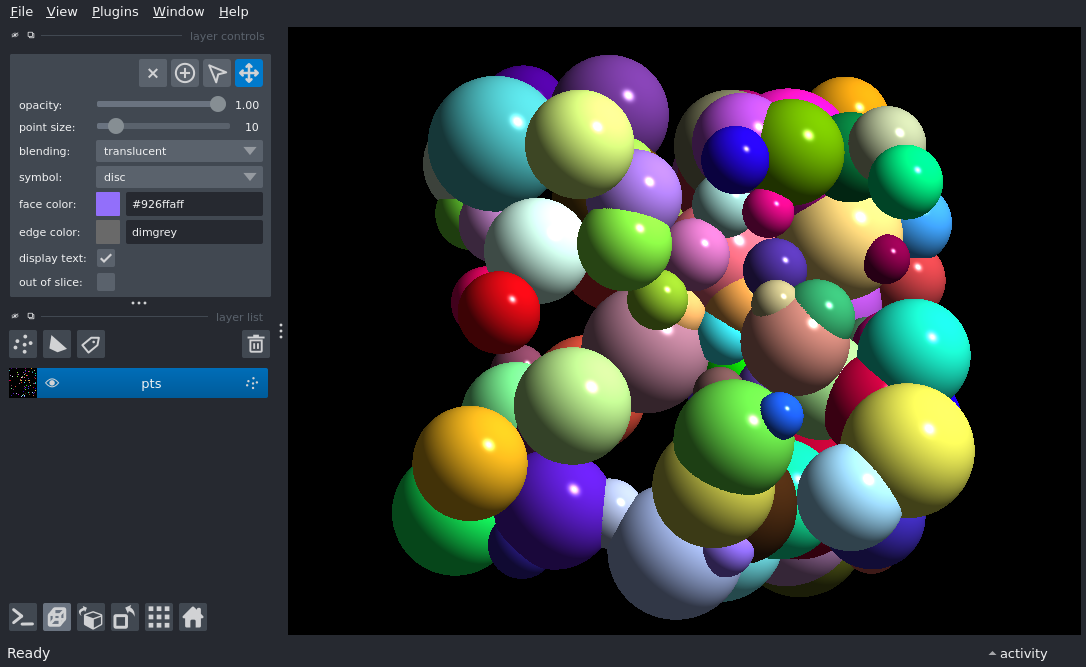 File View Plugins Window Help
layer controls
opacity: 1.00
point size: 10
blending: translucent
symbol: disc
face color: #926ffaff
edge color: dimgrey
display text:
out of slice:
layer list
pts
Ready
activity